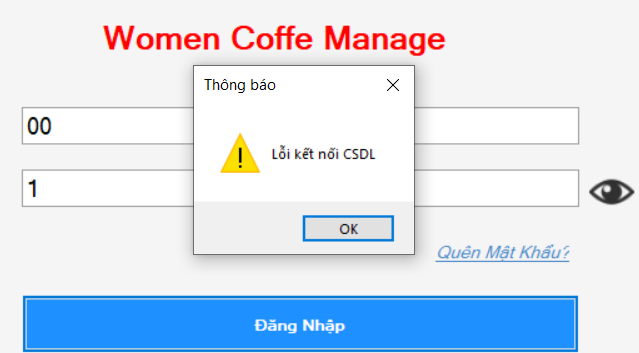 Women Coffe Manage
Thông báo
00
Lỗi kết nối CSDL
1
OK
Quên Mật Khẩu?
Đăng Nhập